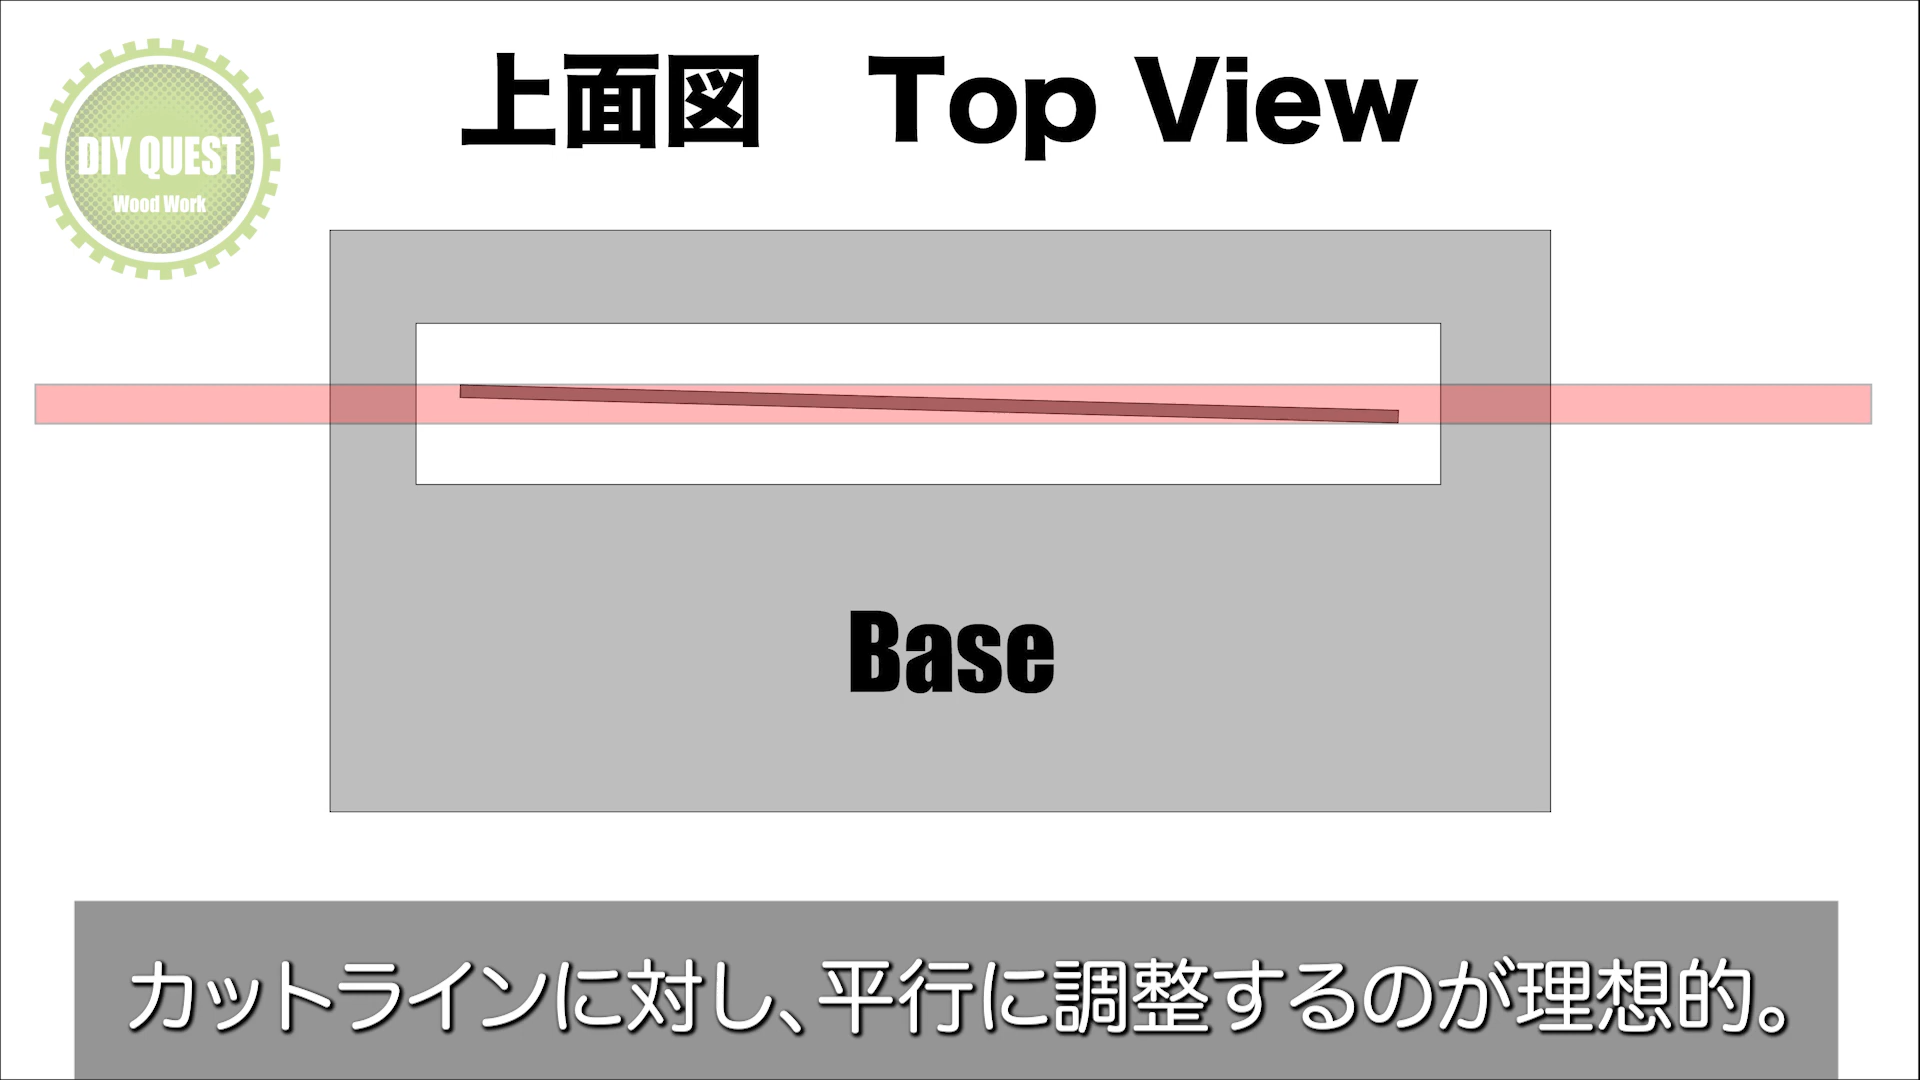 上面図　Top View
DIY QUEST
Wood Work
Base
カットラインに対し、平行に調整するのが理想的。